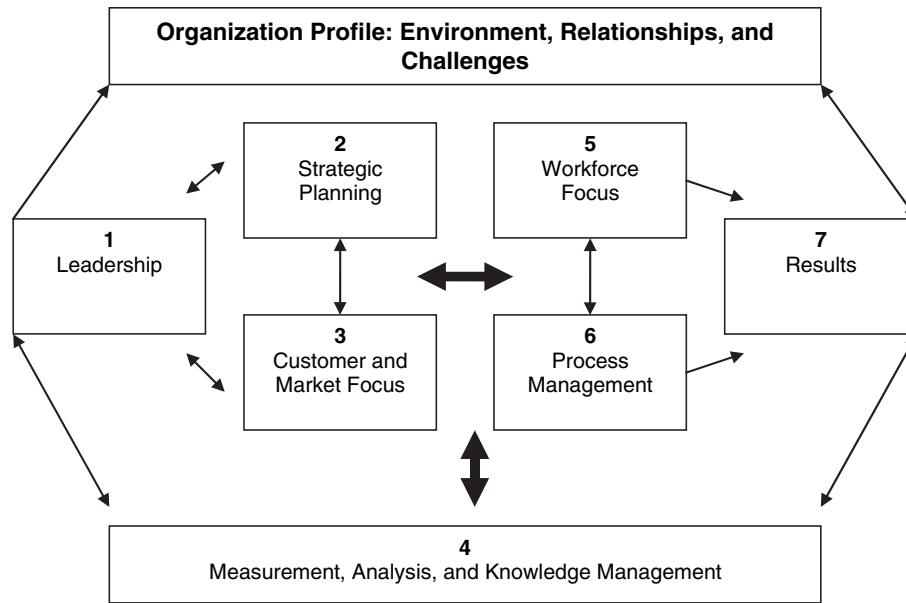 Organization Profile: Environment, Relationships, and
Challenges
2
Strategic
Planning
5
Workforce
Focus
1
Leadership
7
Results
3
Customer and
Market Focus
6
Process
Management
4
Measurement, Analysis, and Knowledge Management